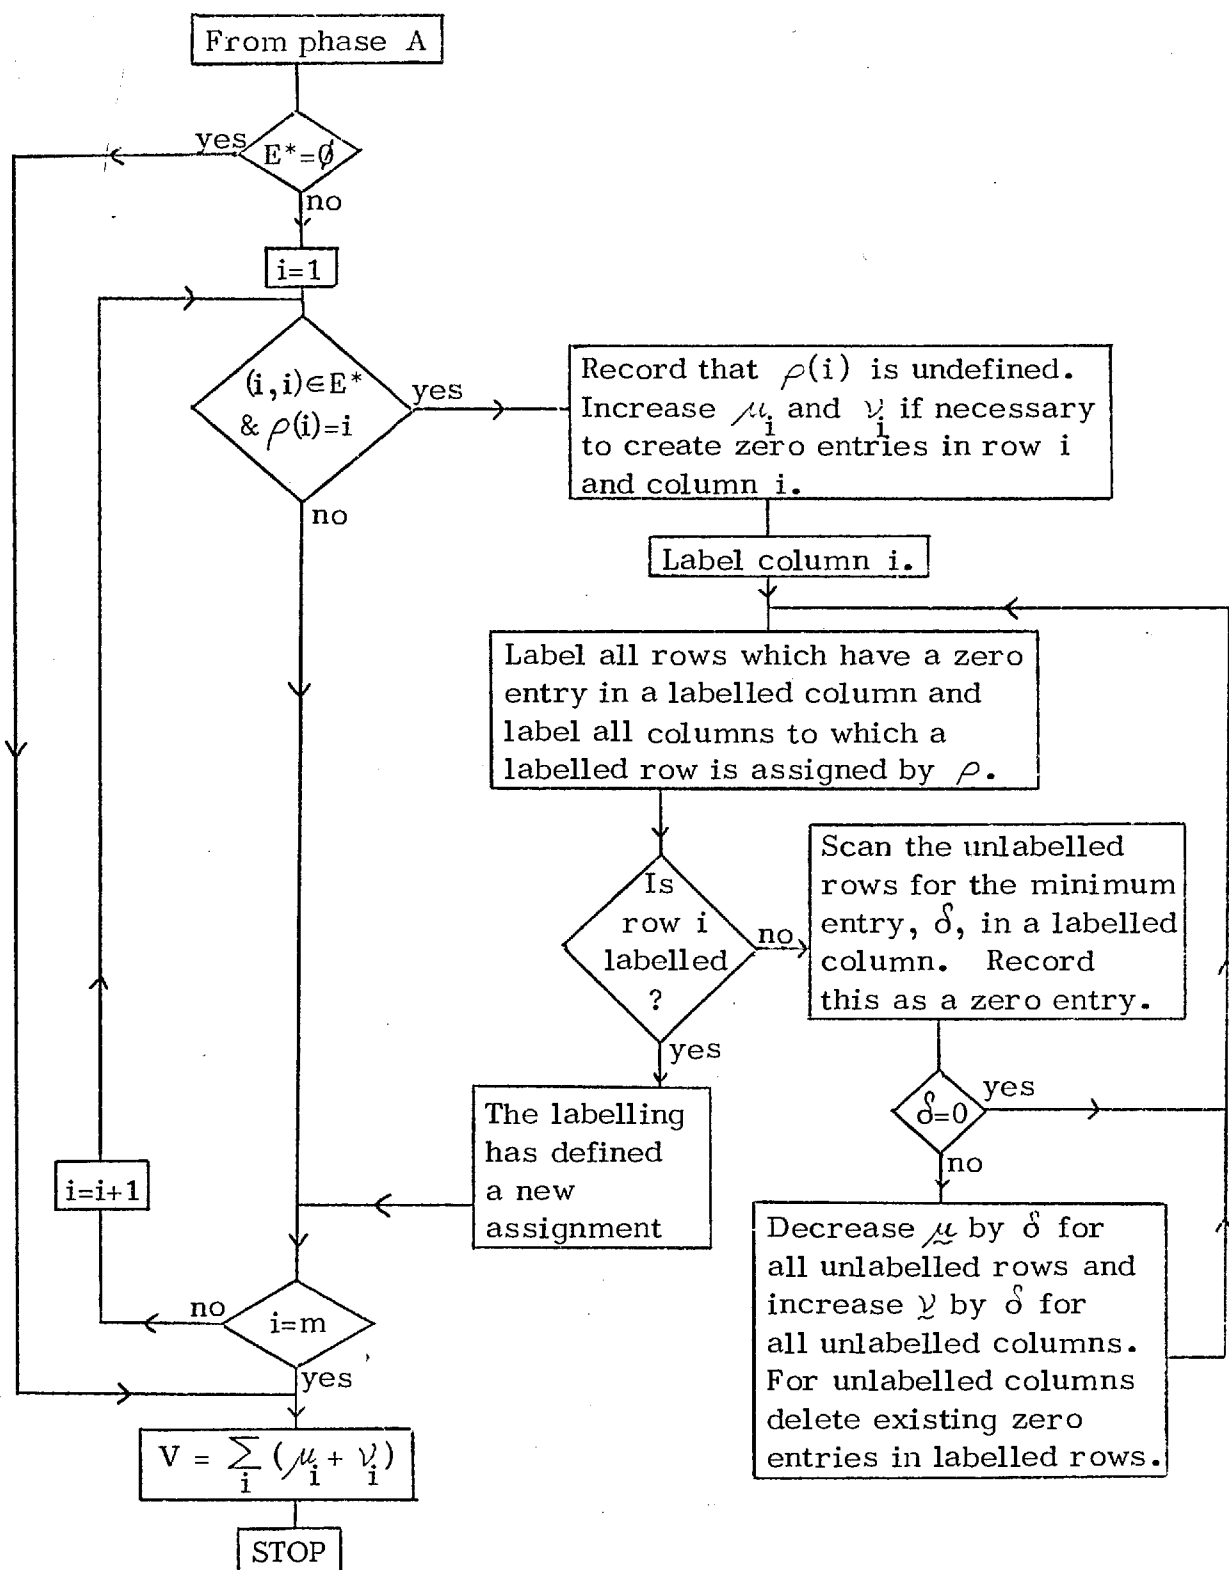 From phase A
yes
E*=∅
no
i=1
(i,i)∈E*
& ρ(i)=i
yes
no
Record that ρ(i) is undefined.
Increase μᵢ and νᵢ if necessary
to create zero entries in row i
and column i.
Label column i.
Label all rows which have a zero
entry in a labelled column and
label all columns to which a
labelled row is assigned by ρ.
Is
row i
labelled
?
no
yes
Scan the unlabelled
rows for the minimum
entry, δ, in a labelled
column. Record
this as a zero entry.
δ=0
yes
no
The labelling
has defined
a new
assignment
Decrease μ by δ for
all unlabelled rows and
increase ν by δ for
all unlabelled columns.
For unlabelled columns
delete existing zero
entries in labelled rows.
i=i+1
no
i=m
yes
V = ∑ᵢ (μᵢ + νᵢ)
STOP